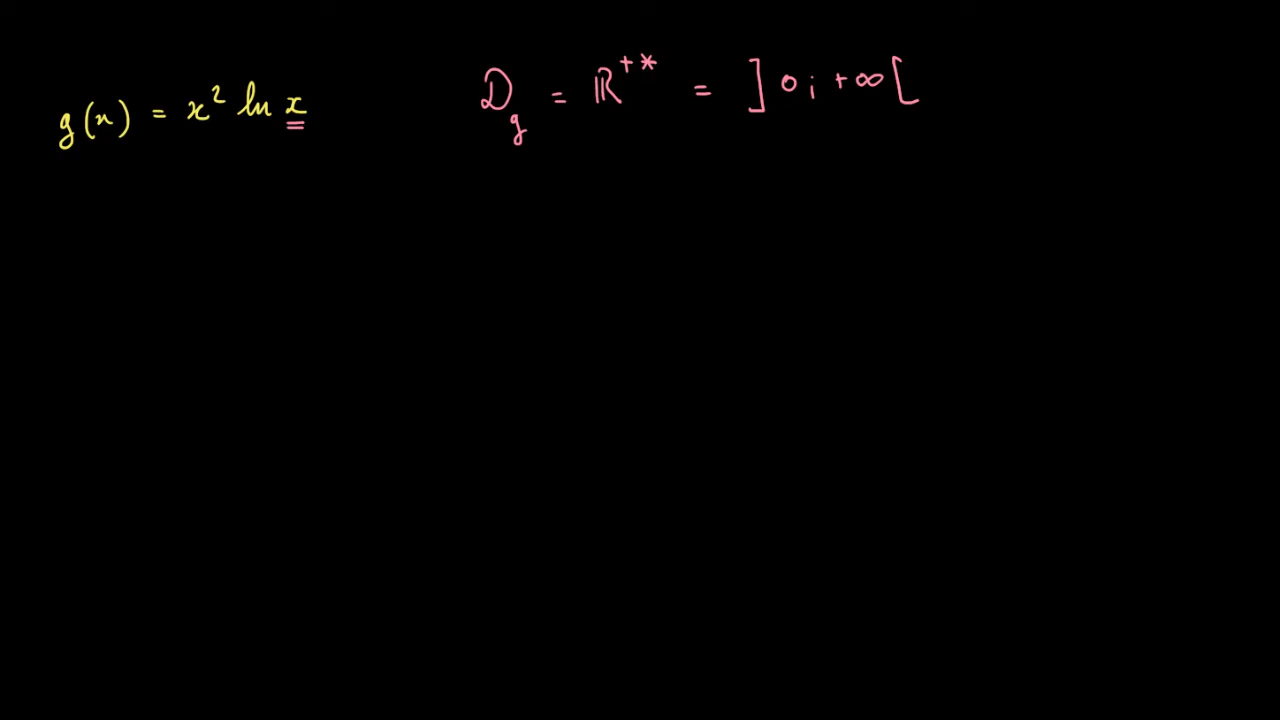 g(x) = x² ln x
D_g = ℝ⁺* = ]0; +∞[